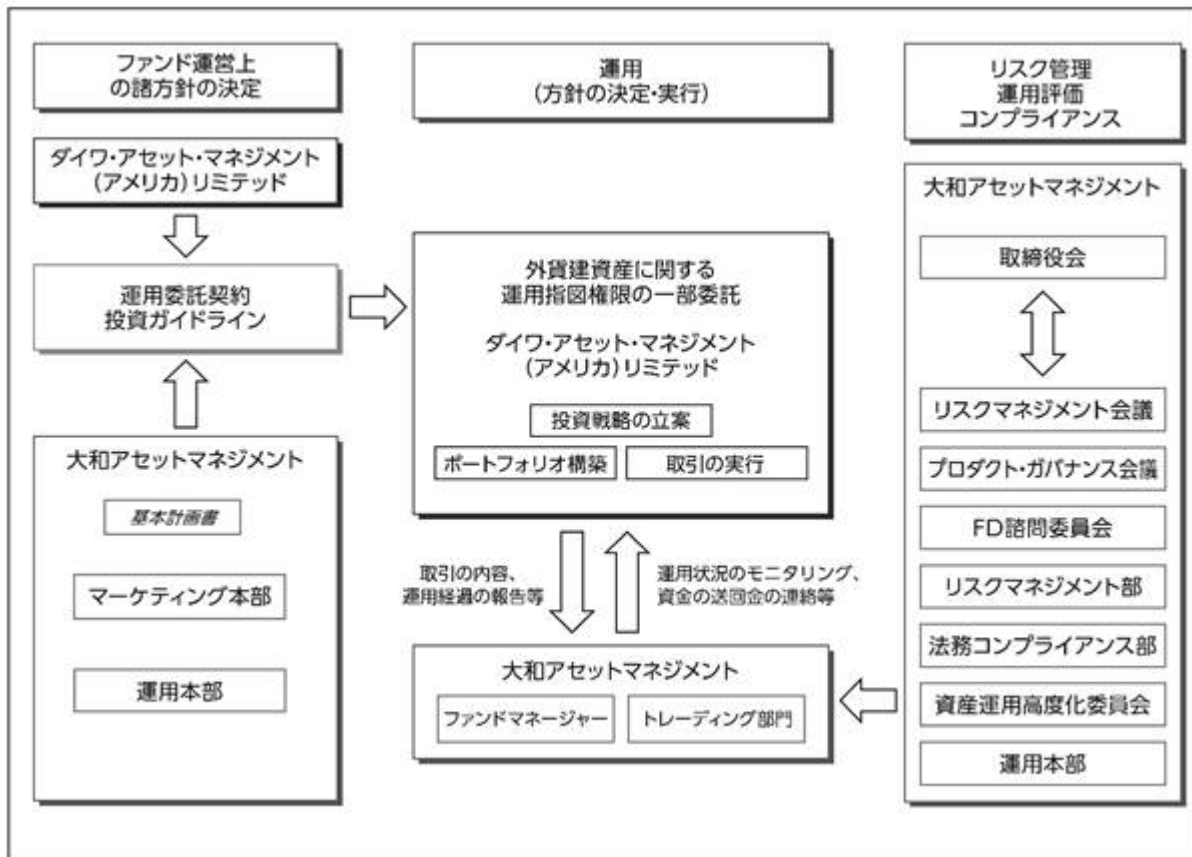 ファンド運営上
の諸方針の決定
ダイワ・アセット・マネジメント
(アメリカ)リミテッド
運用委託契約
投資ガイドライン
大和アセットマネジメント
基本計画書
マーケティング本部
運用本部
運用
(方針の決定・実行)
外貨建資産に関する
運用指図権限の一部委託
ダイワ・アセット・マネジメント
(アメリカ)リミテッド
投資戦略の立案
ポートフォリオ構築
取引の実行
取引の内容、
運用経過の報告等
運用状況のモニタリング、
資金の送回金の連絡等
大和アセットマネジメント
ファンドマネージャー
トレーディング部門
リスク管理
運用評価
コンプライアンス
大和アセットマネジメント
取締役会
リスクマネジメント会議
プロダクト・ガバナンス会議
FD諮問委員会
リスクマネジメント部
法務コンプライアンス部
資産運用高度化委員会
運用本部